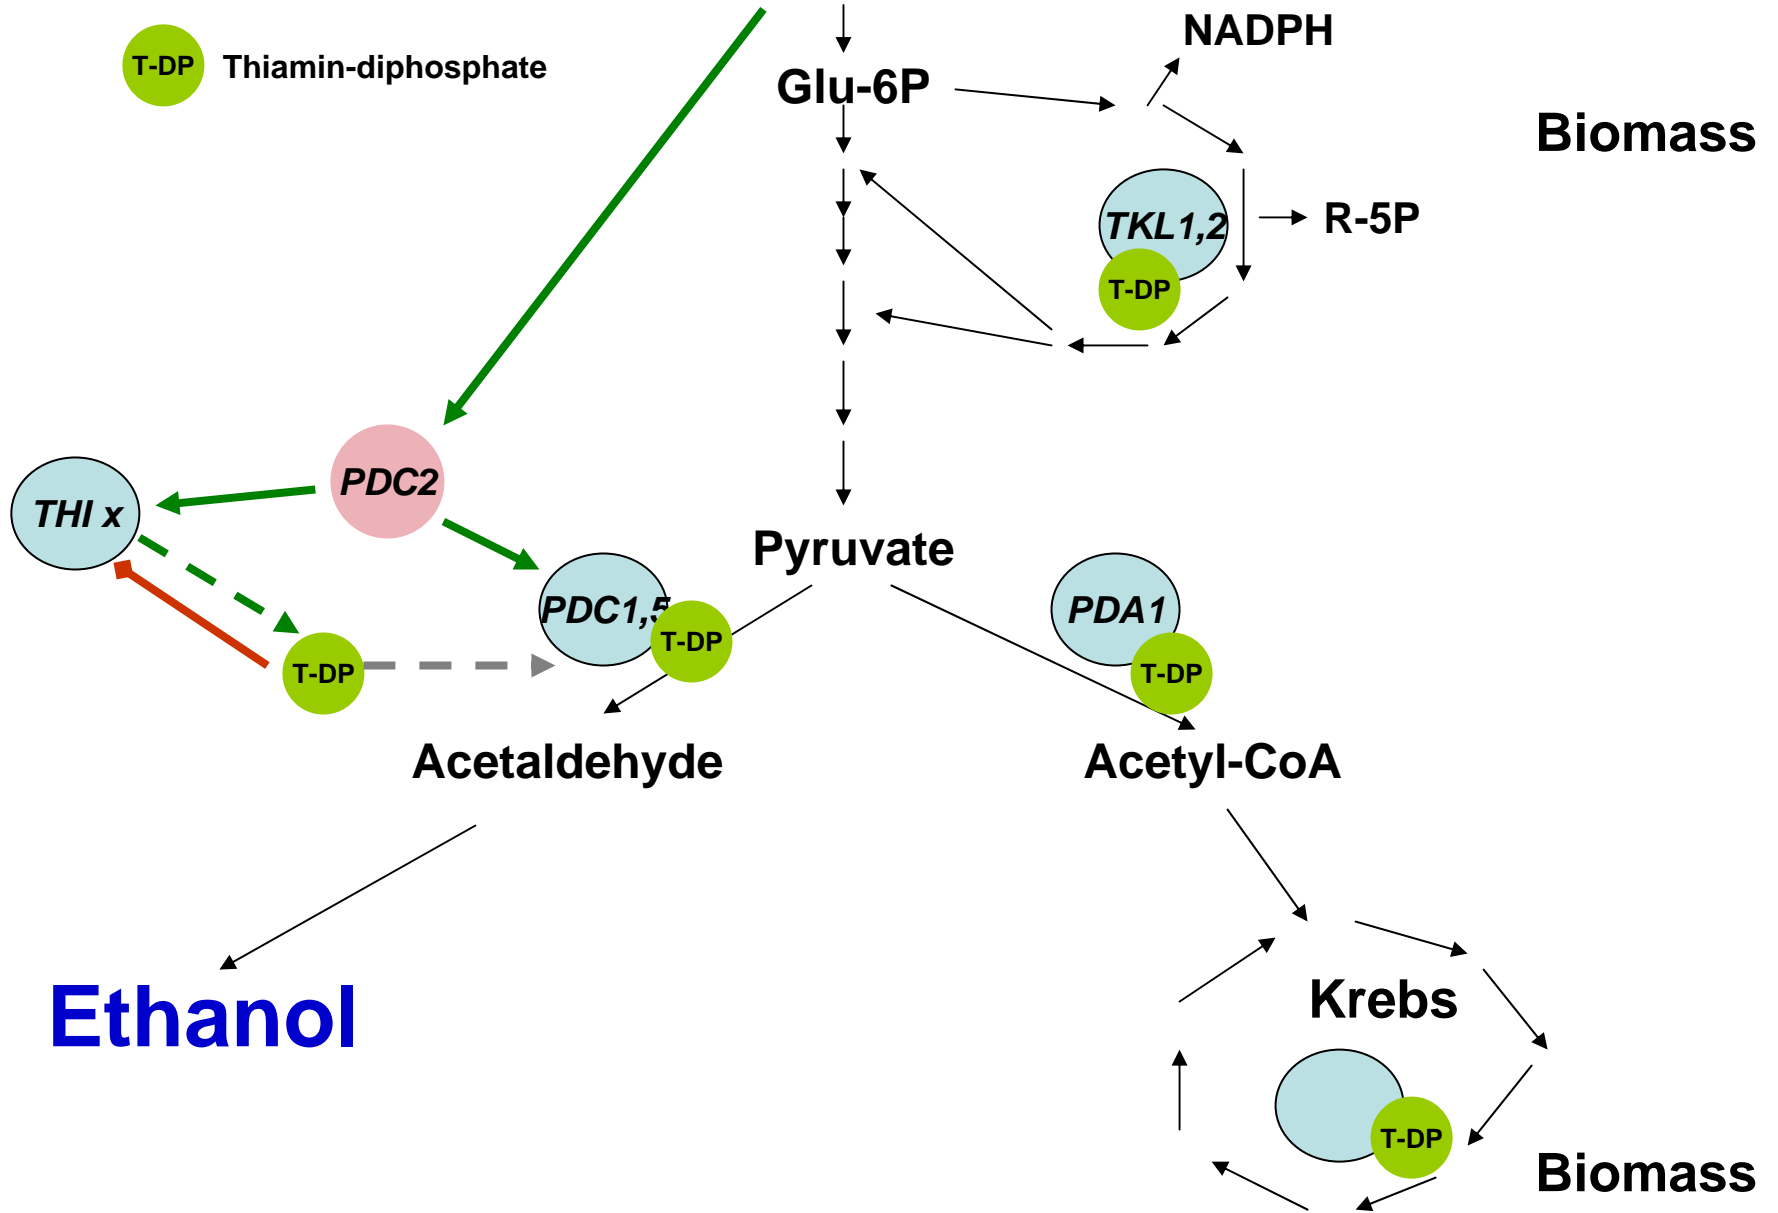 NADPH
T-DP Thiamin-diphosphate
Glu-6P
Biomass
TKL1,2
R-5P
T-DP
PDC2
THI x
Pyruvate
PDC1,5
PDA1
T-DP
T-DP
T-DP
Acetaldehyde
Acetyl-CoA
Krebs
Ethanol
T-DP
Biomass